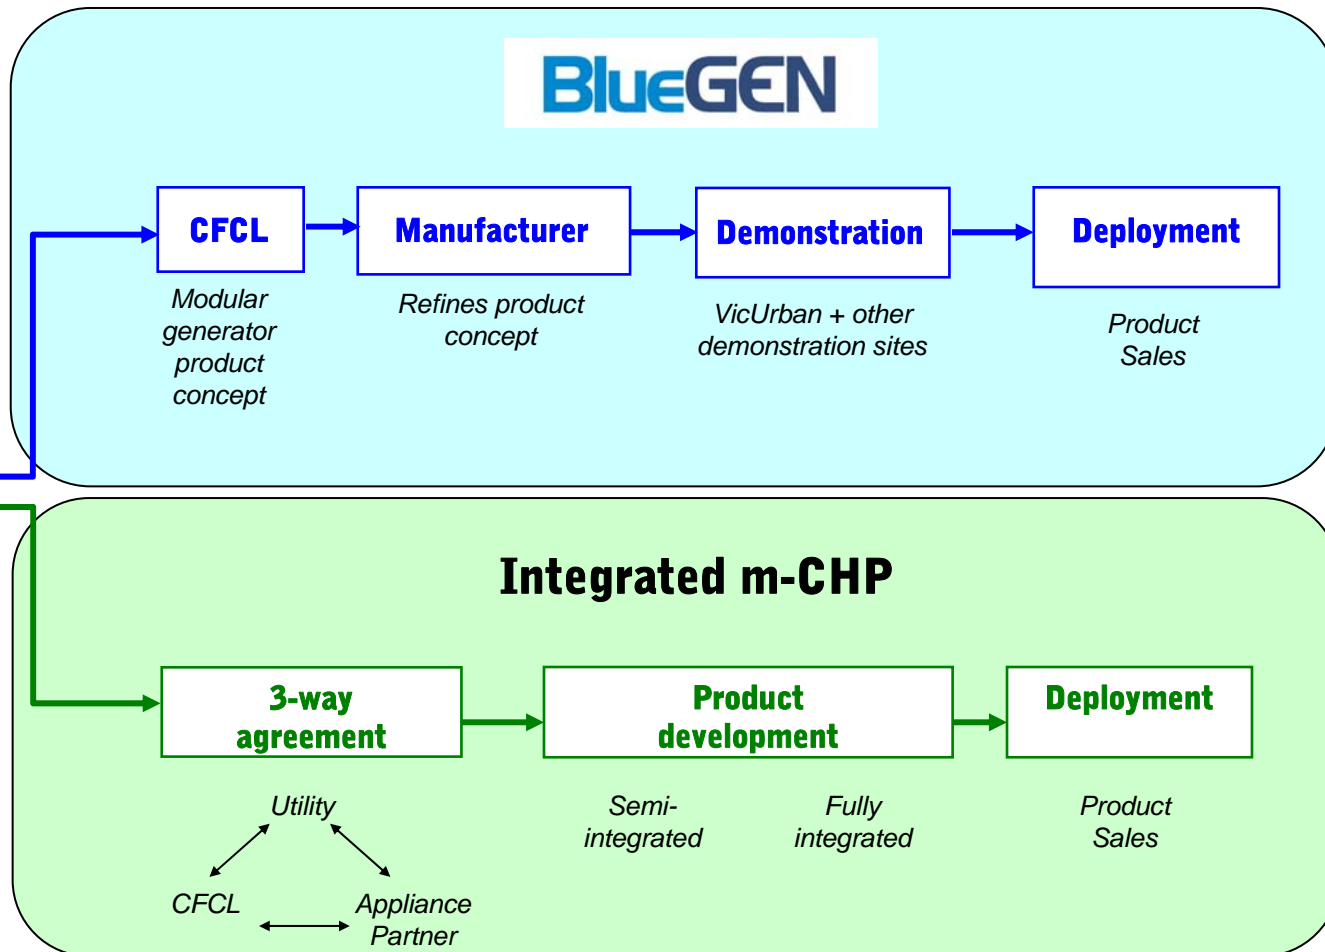 BlueGEN
CFCL
Manufacturer
Demonstration
Deployment
Modular
generator
product
concept
Refines product
concept
VicUrban + other
demonstration sites
Product
Sales
Integrated m-CHP
3-way
agreement
Product
development
Deployment
Utility
CFCL
Appliance
Partner
Semi-
integrated
Fully
integrated
Product
Sales